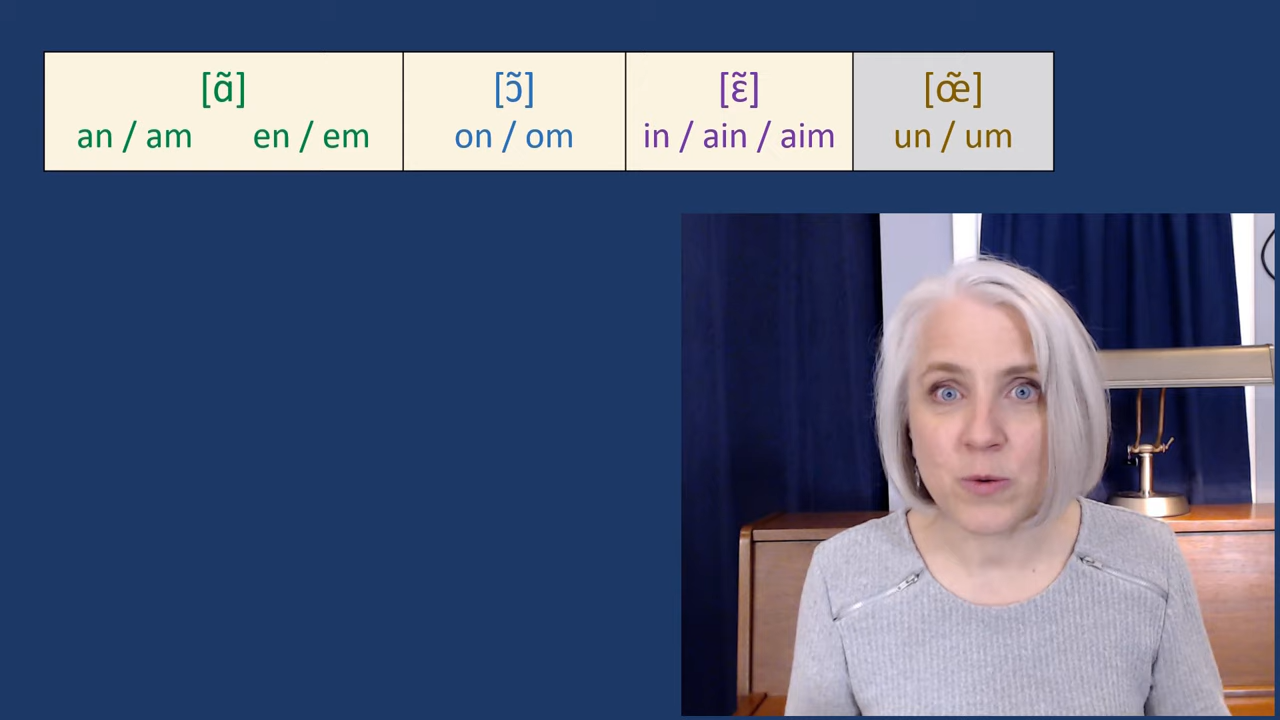 [ɑ̃] [ɔ̃] [ɛ̃] [œ̃]
an / am en / em on / om in / ain / aim un / um